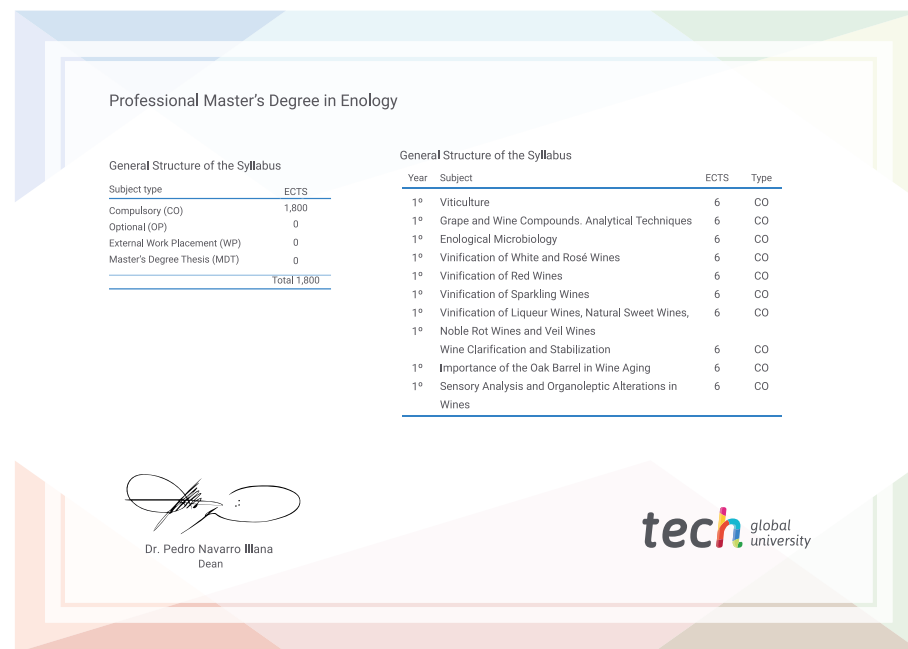 Professional Master's Degree in Enology
General Structure of the Syllabus
Subject type ECTS
Compulsory (CO) 1,800
Optional (OP) 0
External Work Placement (WP) 0
Master's Degree Thesis (MDT) 0
Total 1,800
General Structure of the Syllabus
Year Subject ECTS Type
1º Viticulture 6 CO
1º Grape and Wine Compounds. Analytical Techniques 6 CO
1º Enological Microbiology 6 CO
1º Vinification of White and Rosé Wines 6 CO
1º Vinification of Red Wines 6 CO
1º Vinification of Sparkling Wines 6 CO
1º Vinification of Liqueur Wines, Natural Sweet Wines, 6 CO
1º Noble Rot Wines and Veil Wines
Wine Clarification and Stabilization 6 CO
1º Importance of the Oak Barrel in Wine Aging 6 CO
1º Sensory Analysis and Organoleptic Alterations in 6 CO
Wines
Dr. Pedro Navarro Illana
Dean
tech global
university